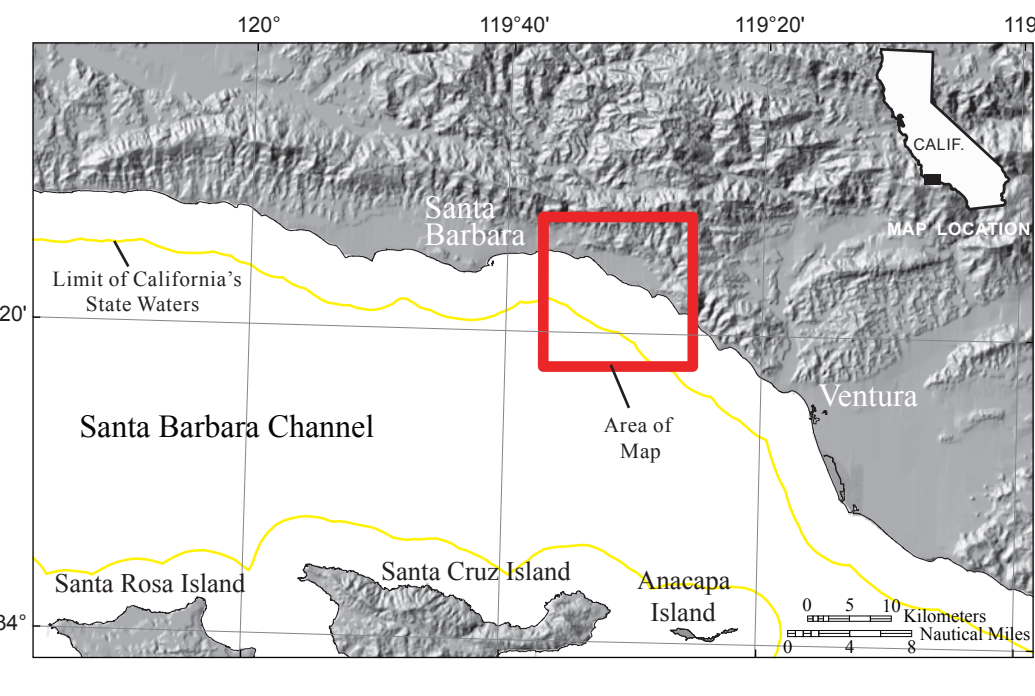 120°
119°40'
119°20'
119
CALIF.
MAP LOCATION
Santa
Barbara
Limit of California’s
State Waters
20'
Ventura
Santa Barbara Channel
Area of
Map
Santa Rosa Island
Santa Cruz Island
Anacapa
Island
34°
0 5 10
Kilometers
Nautical Miles
0 4 8